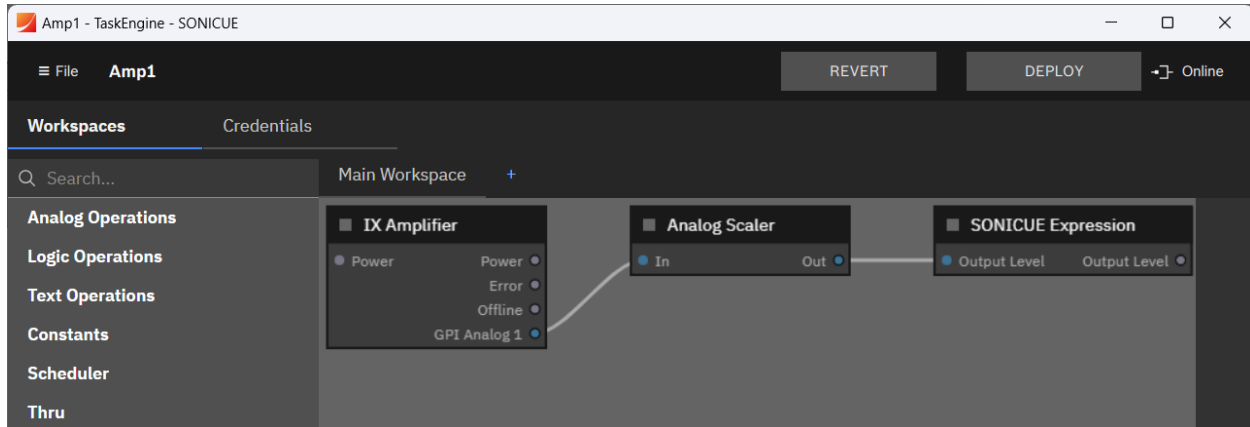 Amp1 - TaskEngine - SONICUE
≡ File Amp1 REVERT DEPLOY Online
Workspaces Credentials
Search... Main Workspace +
Analog Operations
Logic Operations
Text Operations
Constants
Scheduler
Thru
IX Amplifier
Power Power
Error
Offline
GPI Analog 1
Analog Scaler
In Out
SONICUE Expression
Output Level Output Level